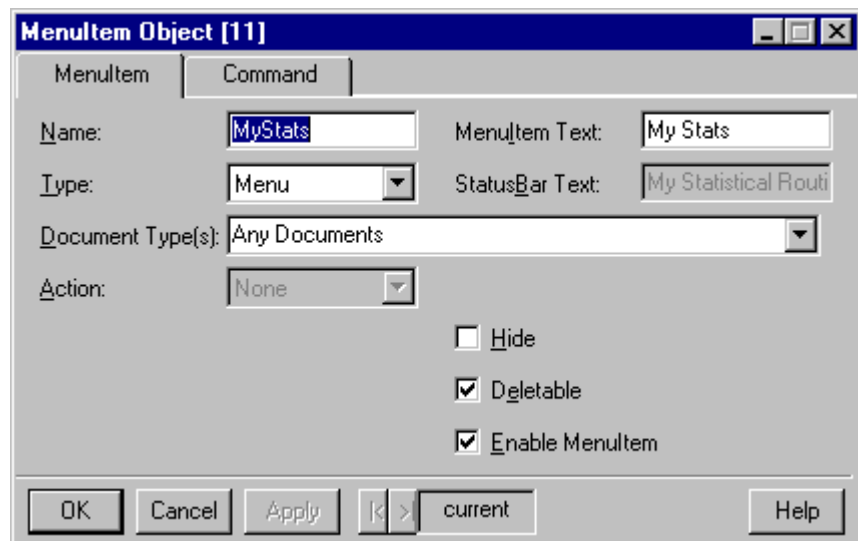 MenuItem Object [11]
MenuItem Command
Name: MyStats MenuItem Text: My Stats
Type: Menu StatusBar Text: My Statistical Routi
Document Type(s): Any Documents
Action: None
Hide
Deletable
Enable MenuItem
OK Cancel Apply |< >| current Help